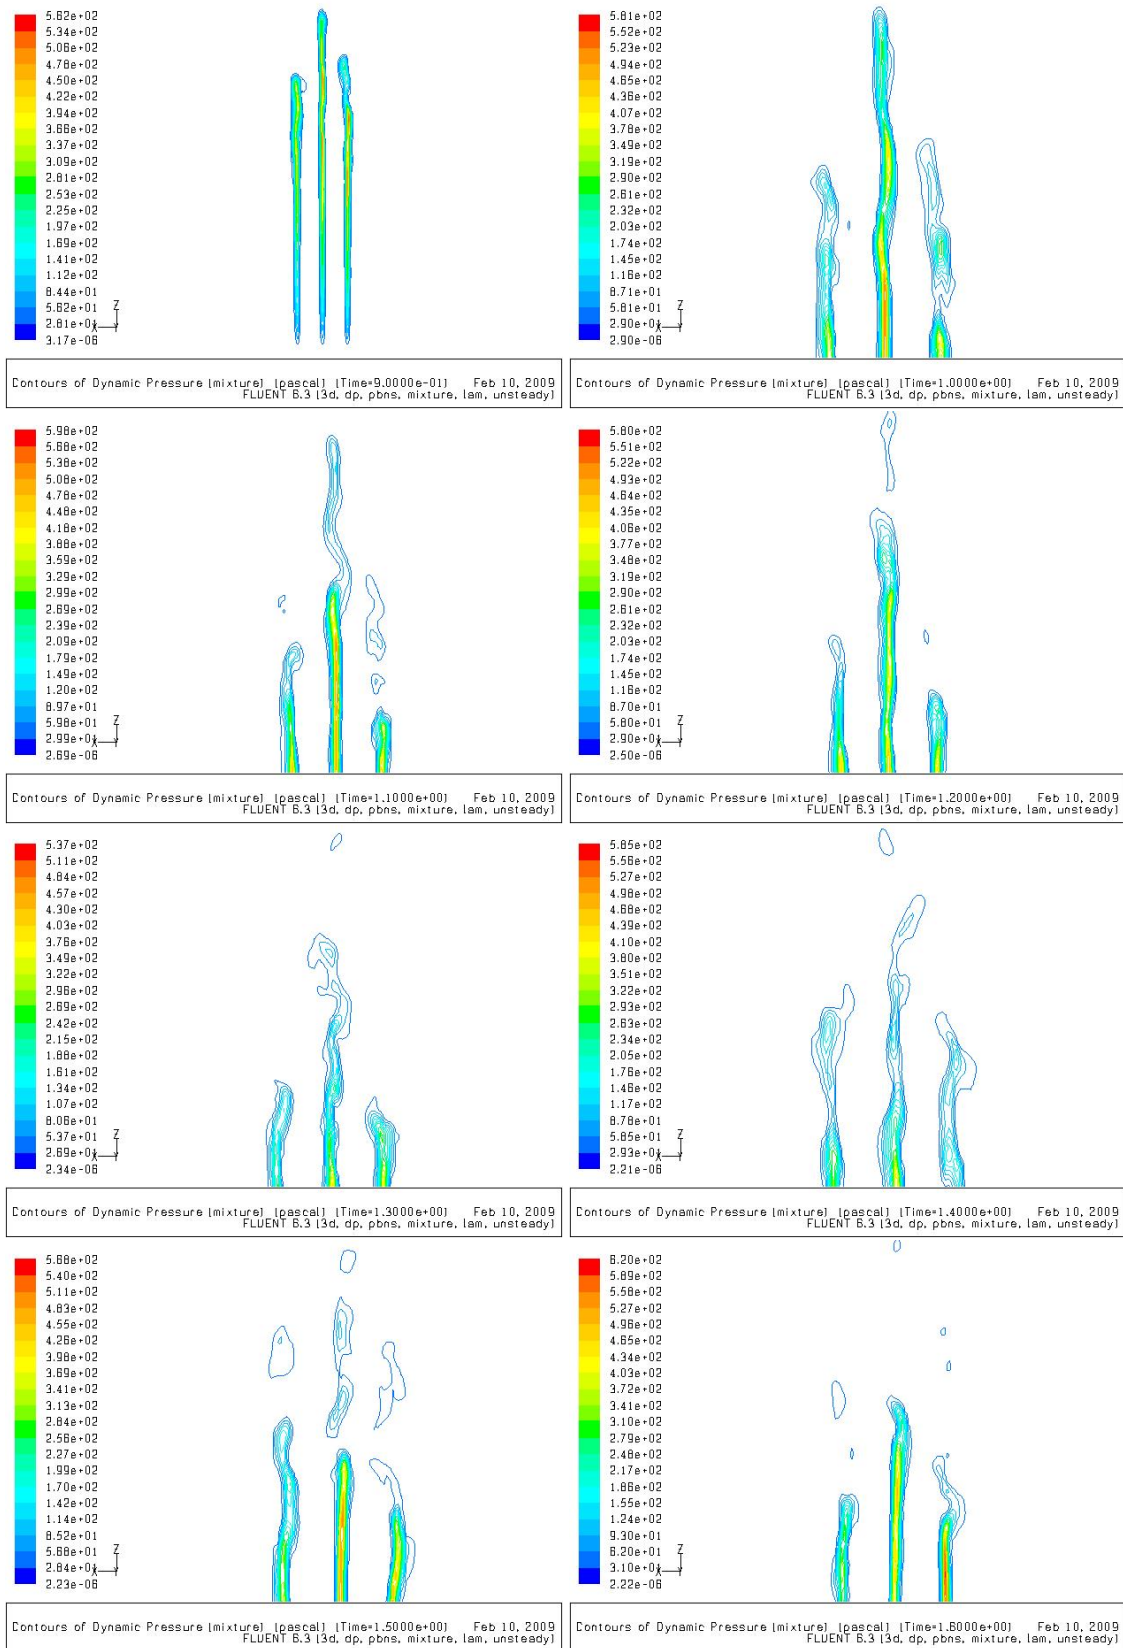 5.62e+02
5.34e+02
5.06e+02
4.78e+02
4.50e+02
4.22e+02
3.94e+02
3.66e+02
3.37e+02
3.09e+02
2.81e+02
2.53e+02
2.25e+02
1.97e+02
1.69e+02
1.41e+02
1.12e+02
8.44e+01
5.62e+01
2.81e+01
3.17e-06
Z
X Y
Contours of Dynamic Pressure (mixture) (pascal) (Time=9.0000e-01) Feb 10, 2009
FLUENT 6.3 (3d, dp, pbns, mixture, lam, unsteady)
5.81e+02
5.52e+02
5.23e+02
4.94e+02
4.65e+02
4.36e+02
4.07e+02
3.78e+02
3.49e+02
3.19e+02
2.90e+02
2.61e+02
2.32e+02
2.03e+02
1.74e+02
1.45e+02
1.16e+02
8.71e+01
5.81e+01
2.90e+01
2.90e-06
Z
X Y
Contours of Dynamic Pressure (mixture) (pascal) (Time=1.0000e+00) Feb 10, 2009
FLUENT 6.3 (3d, dp, pbns, mixture, lam, unsteady)
5.98e+02
5.68e+02
5.38e+02
5.08e+02
4.78e+02
4.48e+02
4.18e+02
3.88e+02
3.59e+02
3.29e+02
2.99e+02
2.69e+02
2.39e+02
2.09e+02
1.79e+02
1.49e+02
1.20e+02
8.97e+01
5.98e+01
2.99e+01
2.69e-06
Z
X Y
Contours of Dynamic Pressure (mixture) (pascal) (Time=1.1000e+00) Feb 10, 2009
FLUENT 6.3 (3d, dp, pbns, mixture, lam, unsteady)
5.80e+02
5.51e+02
5.22e+02
4.93e+02
4.64e+02
4.35e+02
4.06e+02
3.77e+02
3.48e+02
3.19e+02
2.90e+02
2.61e+02
2.32e+02
2.03e+02
1.74e+02
1.45e+02
1.16e+02
8.70e+01
5.80e+01
2.90e+01
2.50e-06
Z
X Y
Contours of Dynamic Pressure (mixture) (pascal) (Time=1.2000e+00) Feb 10, 2009
FLUENT 6.3 (3d, dp, pbns, mixture, lam, unsteady)
5.37e+02
5.11e+02
4.84e+02
4.57e+02
4.30e+02
4.03e+02
3.76e+02
3.49e+02
3.22e+02
2.96e+02
2.69e+02
2.42e+02
2.15e+02
1.88e+02
1.61e+02
1.34e+02
1.07e+02
8.06e+01
5.37e+01
2.69e+01
2.34e-06
Z
X Y
Contours of Dynamic Pressure (mixture) (pascal) (Time=1.3000e+00) Feb 10, 2009
FLUENT 6.3 (3d, dp, pbns, mixture, lam, unsteady)
5.85e+02
5.56e+02
5.27e+02
4.98e+02
4.68e+02
4.39e+02
4.10e+02
3.80e+02
3.51e+02
3.22e+02
2.93e+02
2.63e+02
2.34e+02
2.05e+02
1.76e+02
1.46e+02
1.17e+02
8.78e+01
5.85e+01
2.93e+01
2.21e-06
Z
X Y
Contours of Dynamic Pressure (mixture) (pascal) (Time=1.4000e+00) Feb 10, 2009
FLUENT 6.3 (3d, dp, pbns, mixture, lam, unsteady)
5.68e+02
5.40e+02
5.11e+02
4.83e+02
4.55e+02
4.26e+02
3.98e+02
3.69e+02
3.41e+02
3.13e+02
2.84e+02
2.56e+02
2.27e+02
1.99e+02
1.70e+02
1.42e+02
1.14e+02
8.52e+01
5.68e+01
2.84e+01
2.23e-06
Z
X Y
Contours of Dynamic Pressure (mixture) (pascal) (Time=1.5000e+00) Feb 10, 2009
FLUENT 6.3 (3d, dp, pbns, mixture, lam, unsteady)
6.20e+02
5.89e+02
5.58e+02
5.27e+02
4.96e+02
4.65e+02
4.34e+02
4.03e+02
3.72e+02
3.41e+02
3.10e+02
2.79e+02
2.48e+02
2.17e+02
1.86e+02
1.55e+02
1.24e+02
9.30e+01
6.20e+01
3.10e+01
2.22e-06
Z
X Y
Contours of Dynamic Pressure (mixture) (pascal) (Time=1.6000e+00) Feb 10, 2009
FLUENT 6.3 (3d, dp, pbns, mixture, lam, unsteady)